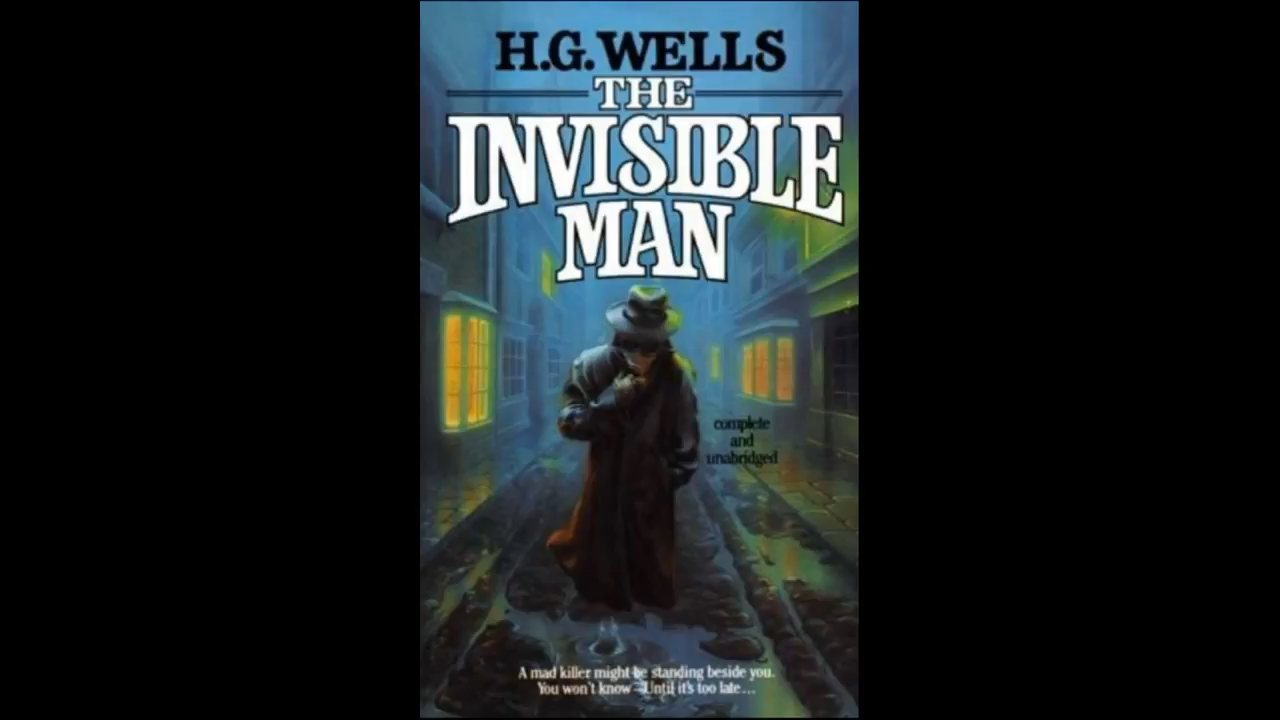 H.G. WELLS
THE
INVISIBLE
MAN
complete
and
unabridged
A mad killer might be standing beside you.
You won't know—Until it's too late...